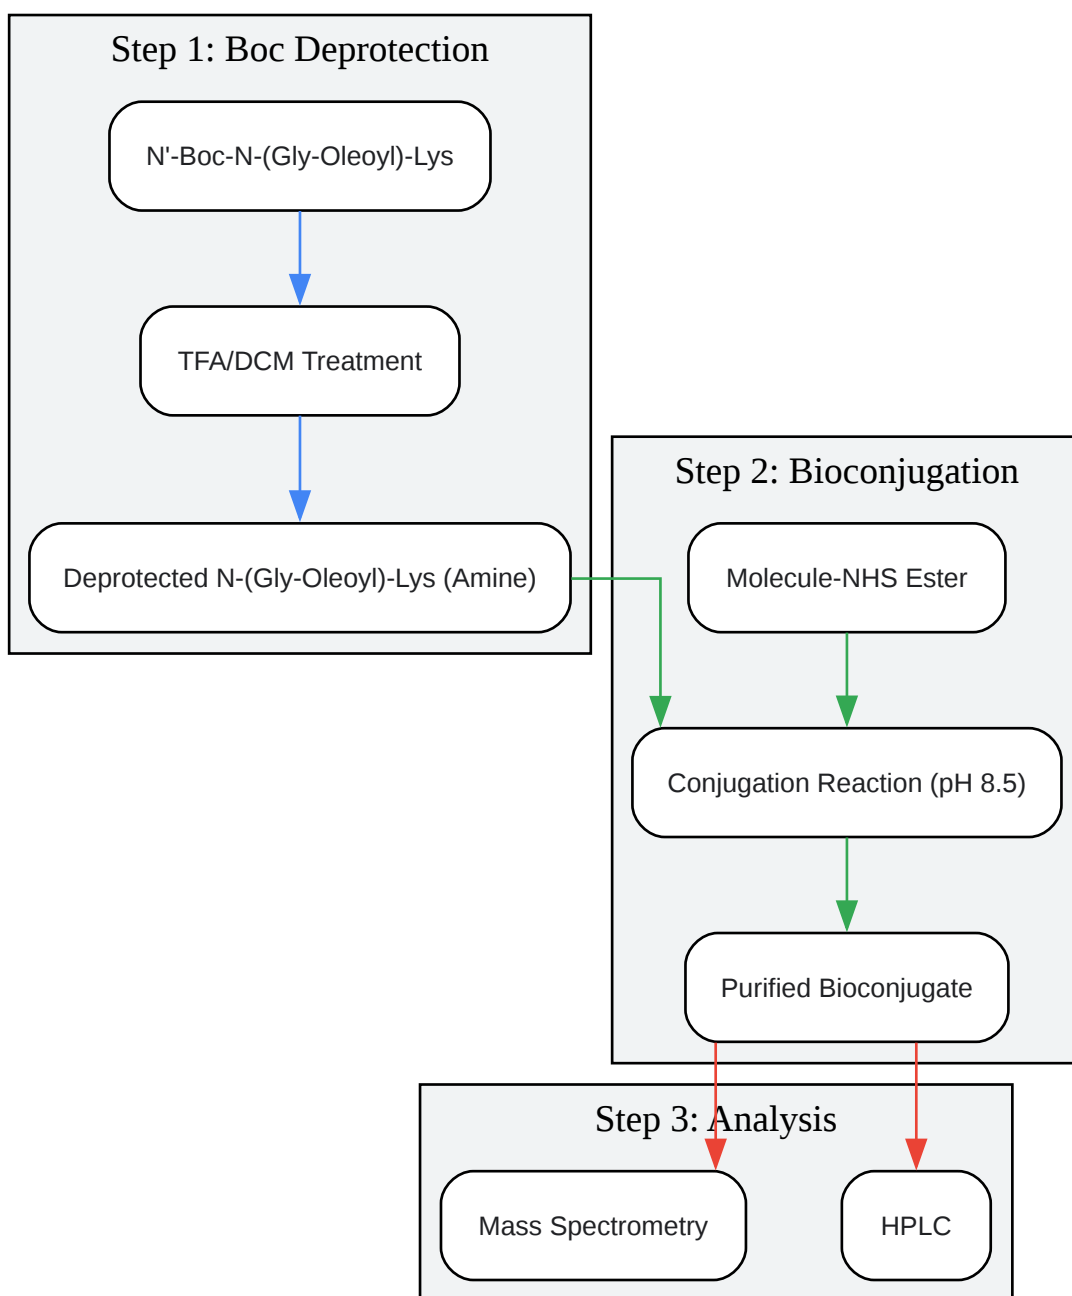 Step 1: Boc Deprotection
N'-Boc-N-(Gly-Oleoyl)-Lys
TFA/DCM Treatment
Deprotected N-(Gly-Oleoyl)-Lys (Amine)
Step 2: Bioconjugation
Molecule-NHS Ester
Conjugation Reaction (pH 8.5)
Purified Bioconjugate
Step 3: Analysis
Mass Spectrometry
HPLC